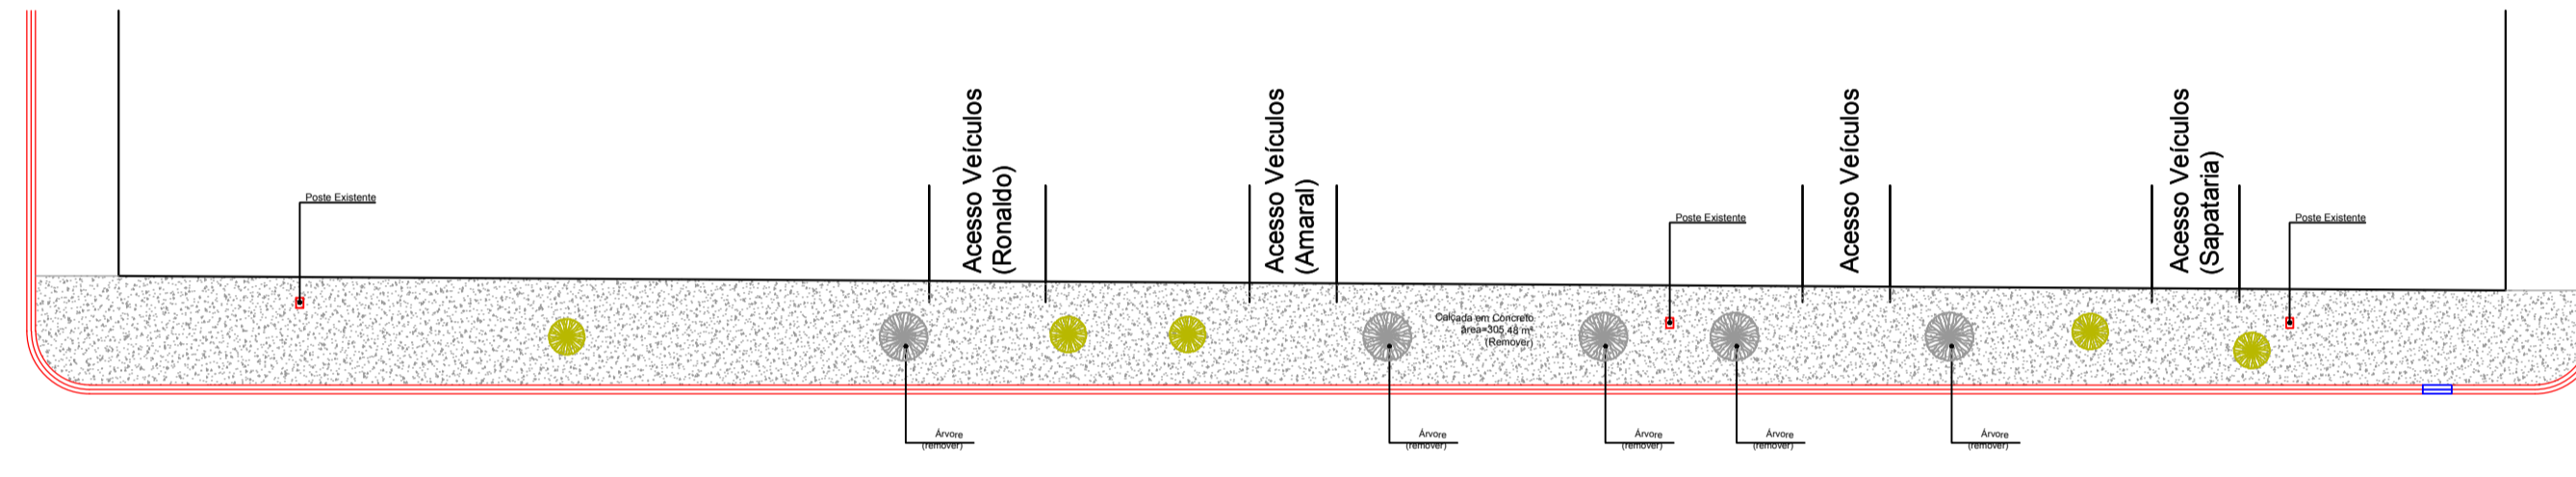 Poste Existente
Acesso Veículos
(Ronaldo)
Acesso Veículos
(Amaral)
Poste Existente
Acesso Veículos
Acesso Veículos
(Sapataria)
Poste Existente
Calçada em Concreto
área=305,48 m²
(Remover)
Árvore
(remover)
Árvore
(remover)
Árvore
(remover)
Árvore
(remover)
Árvore
(remover)